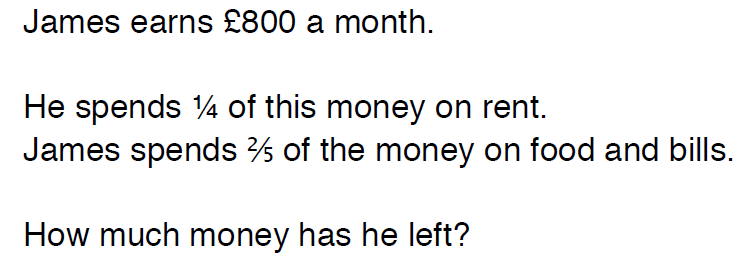 James earns £800 a month.
He spends ¼ of this money on rent.
James spends ⅖ of the money on food and bills.
How much money has he left?